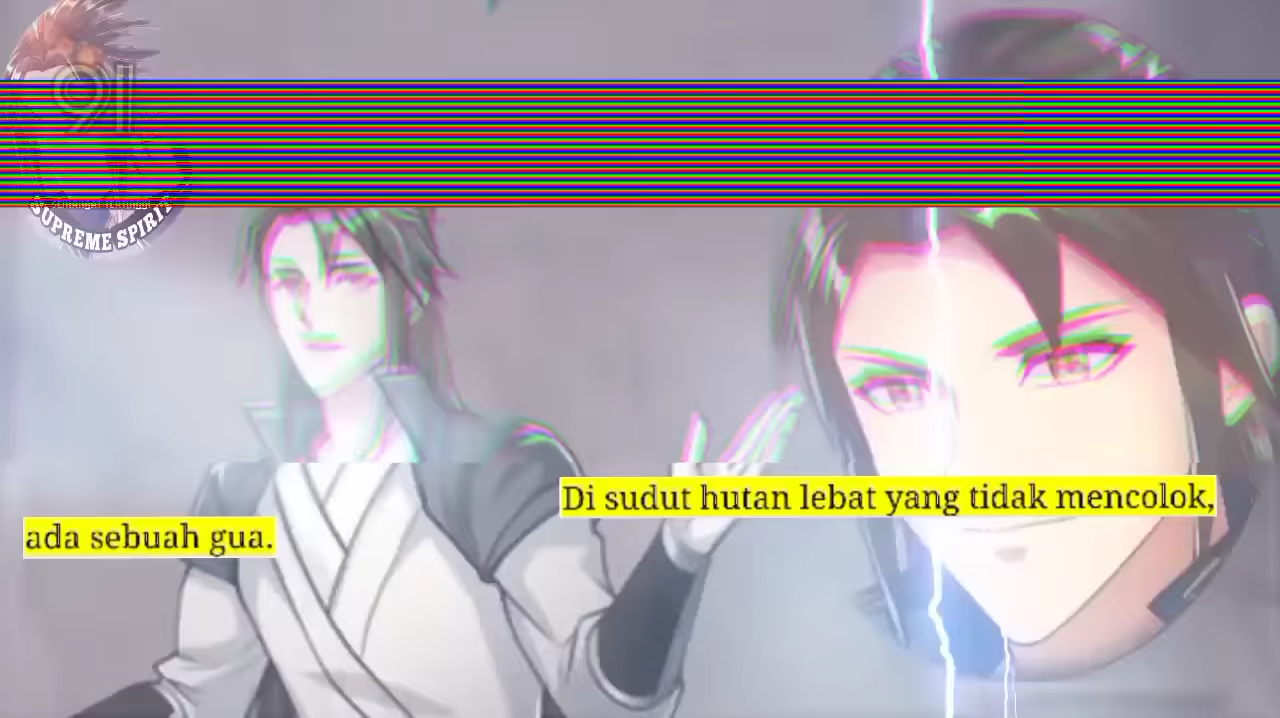 SUPREME SPIRIT
Di sudut hutan lebat yang tidak mencolok,
ada sebuah gua.